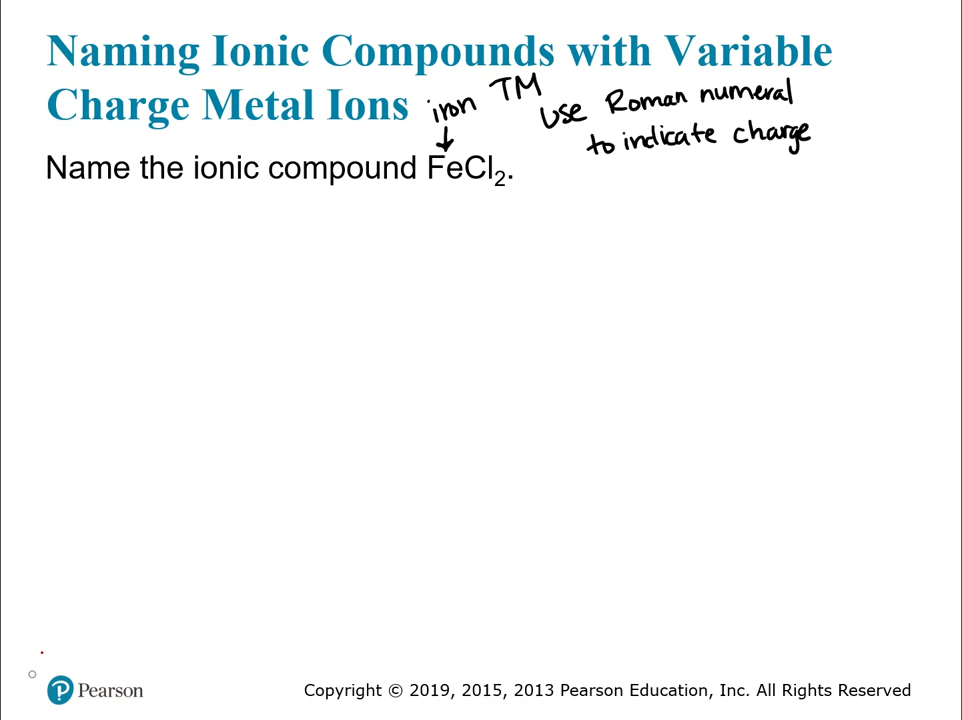 Naming Ionic Compounds with Variable
Charge Metal Ions
iron TM
use Roman numeral
to indicate charge
Name the ionic compound FeCl₂.
Pearson
Copyright © 2019, 2015, 2013 Pearson Education, Inc. All Rights Reserved